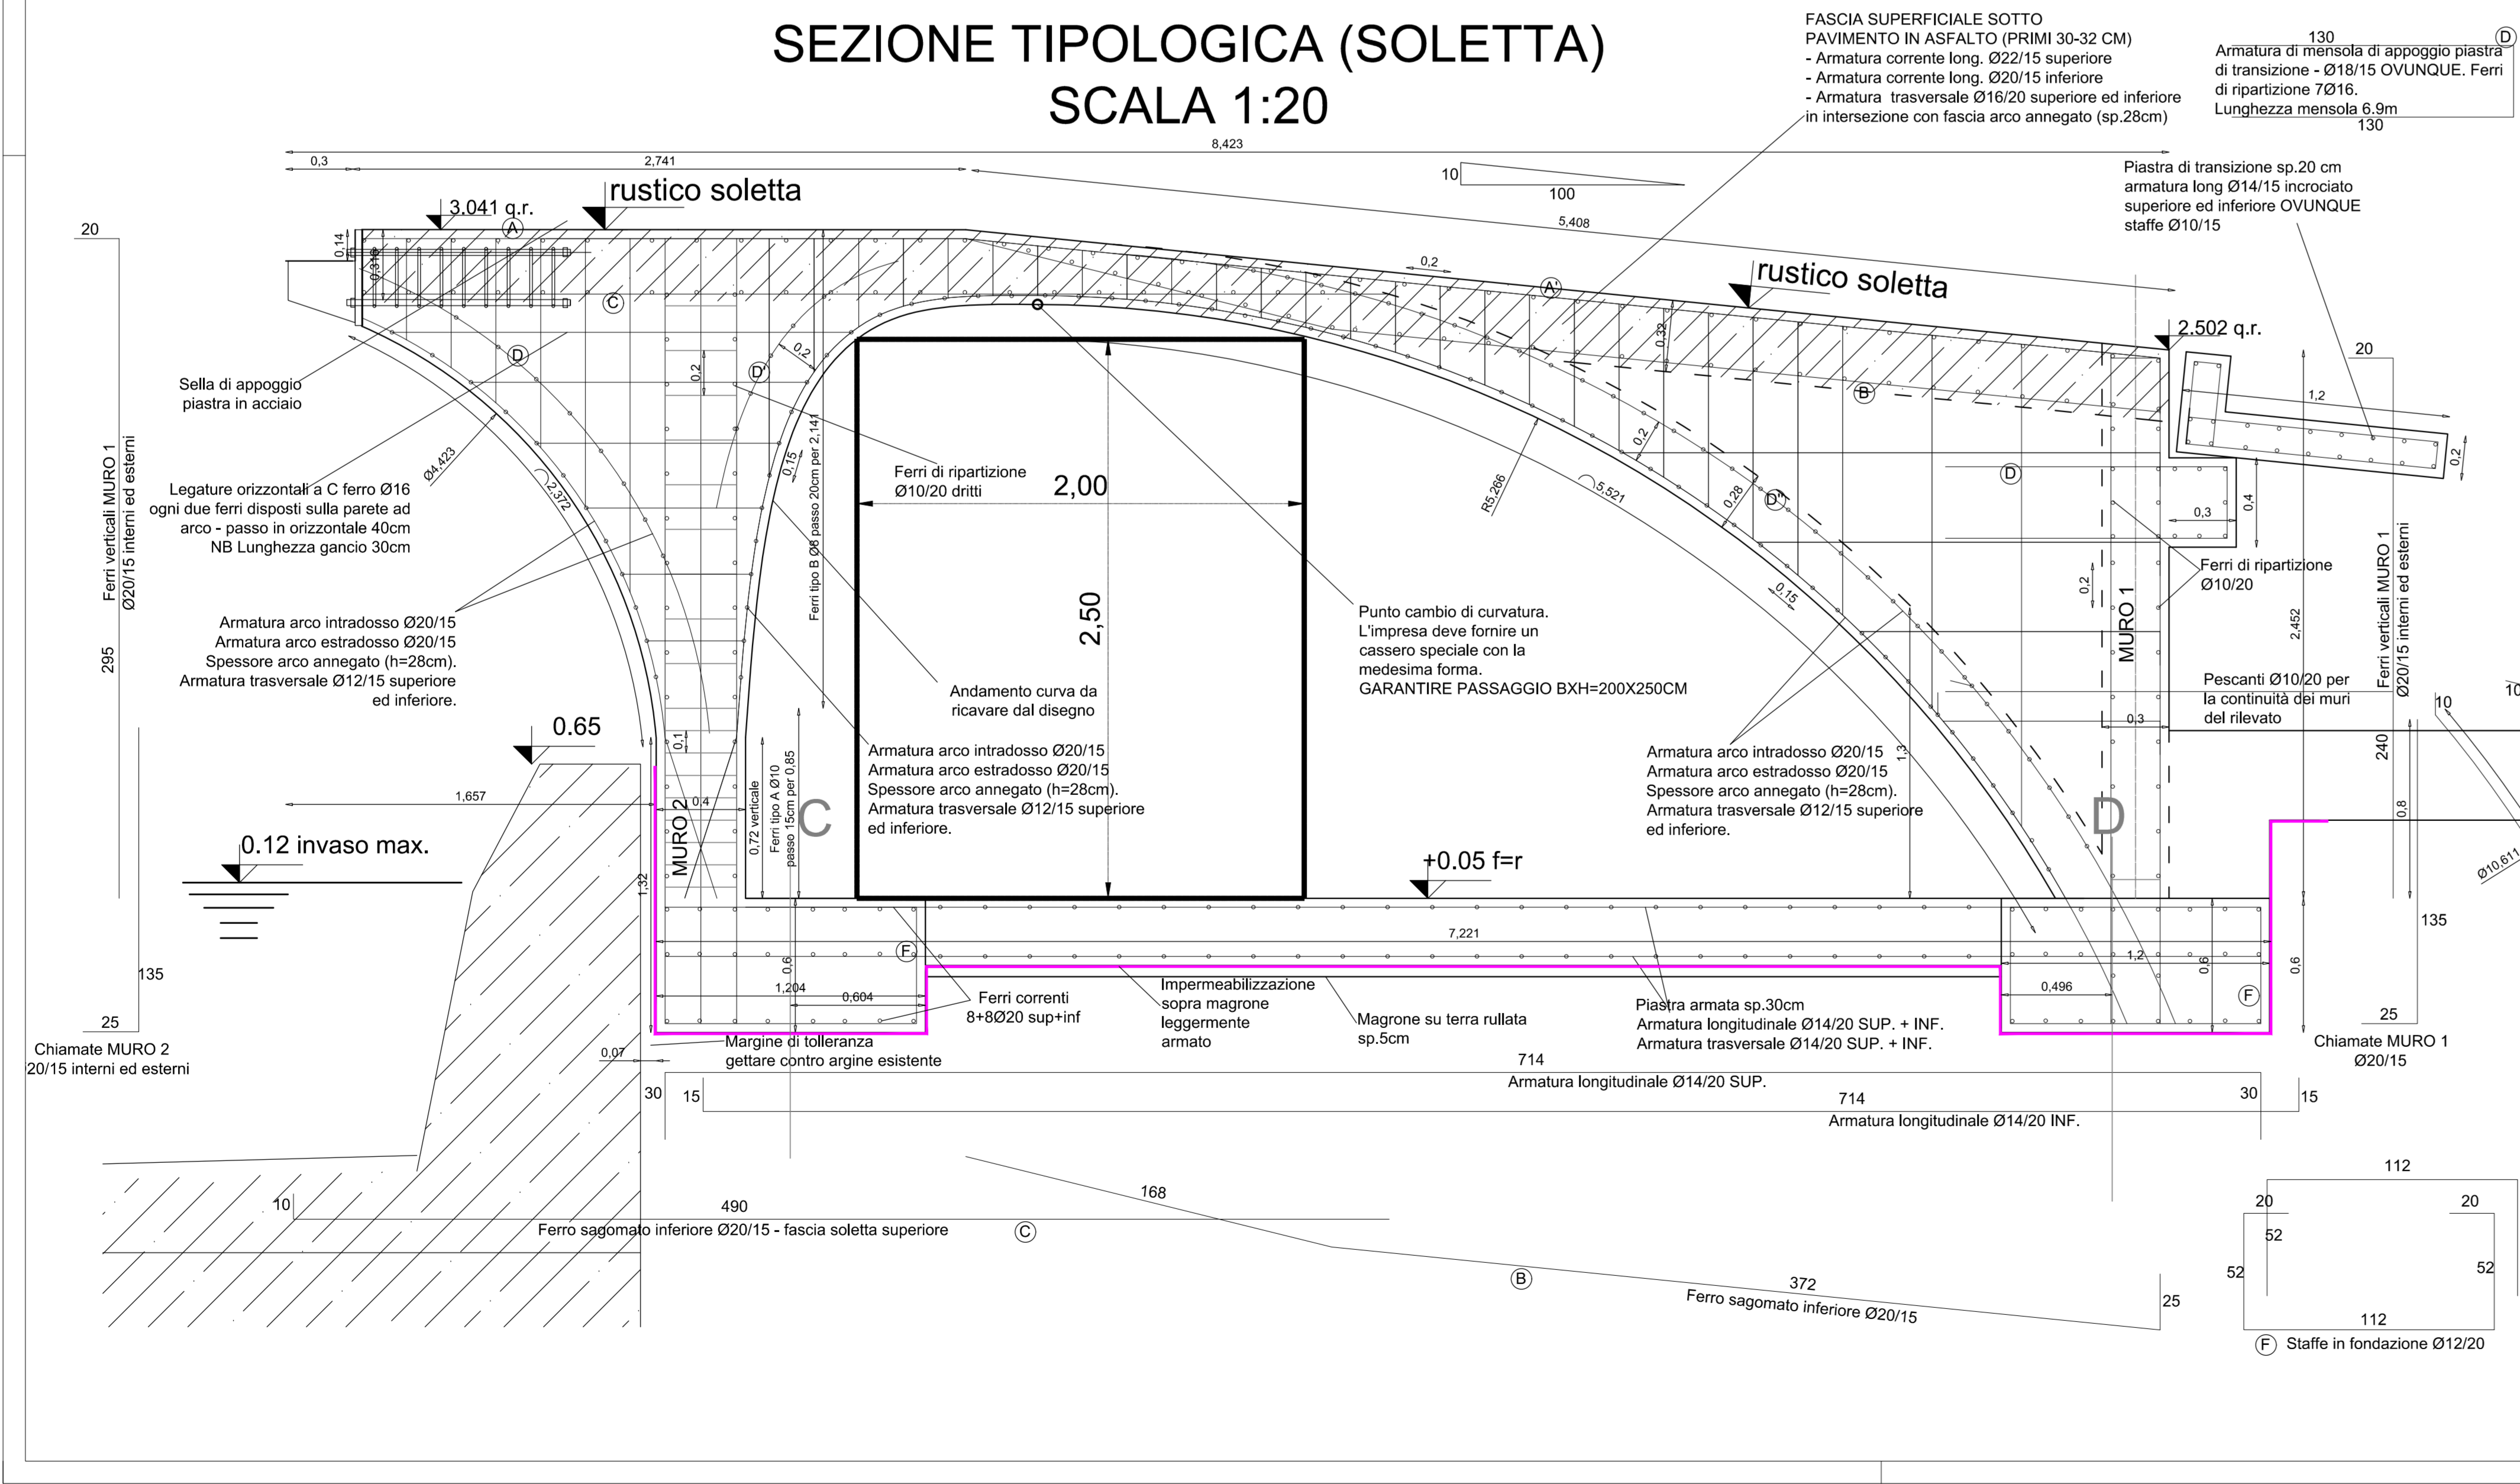 SEZIONE TIPOLOGICA (SOLETTA)
SCALA 1:20
FASCIA SUPERFICIALE SOTTO
PAVIMENTO IN ASFALTO (PRIMI 30-32 CM)
- Armatura corrente long. Ø22/15 superiore
- Armatura corrente long. Ø20/15 inferiore
- Armatura trasversale Ø16/20 superiore ed inferiore
in intersezione con fascia arco annegato (sp.28cm)
130
D
Armatura di mensola di appoggio piastra
di transizione - Ø18/15 OVUNQUE. Ferri
di ripartizione 7Ø16.
Lunghezza mensola 6.9m
130
8,423
0,3
2,741
10
100
5,408
Piastra di transizione sp.20 cm
armatura long Ø14/15 incrociato
superiore ed inferiore OVUNQUE
staffe Ø10/15
rustico soletta
3.041 q.r.
A
20
0,14
0,318
C
0,2
A'
rustico soletta
2.502 q.r.
20
0,32
B
1,2
0,2
Sella di appoggio
piastra in acciaio
D
D'
0,2
0,2
Ferri verticali MURO 1
Ø20/15 interni ed esterni
295
Legature orizzontali a C ferro Ø16
ogni due ferri disposti sulla parete ad
arco - passo in orizzontale 40cm
NB Lunghezza gancio 30cm
Ø4,423
2,372
Ferri tipo B Ø8 passo 20cm per 2,141
0,15
Ferri di ripartizione
Ø10/20 dritti
2,00
2,50
R5,266
5,521
0,2
0,28
D''
D
0,3
0,4
Ferri di ripartizione
Ø10/20
0,2
MURO 1
2,452
Ferri verticali MURO 1
Ø20/15 interni ed esterni
240
Armatura arco intradosso Ø20/15
Armatura arco estradosso Ø20/15
Spessore arco annegato (h=28cm).
Armatura trasversale Ø12/15 superiore
ed inferiore.
Punto cambio di curvatura.
L'impresa deve fornire un
cassero speciale con la
medesima forma.
GARANTIRE PASSAGGIO BXH=200X250CM
0,15
Andamento curva da
ricavare dal disegno
Pescanti Ø10/20 per
la continuità dei muri
del rilevato
0,3
10
10
0.65
0,1
0,72 verticale
Ferri tipo A Ø10
passo 15cm per 0,85
Armatura arco intradosso Ø20/15
Armatura arco estradosso Ø20/15
Spessore arco annegato (h=28cm).
Armatura trasversale Ø12/15 superiore
ed inferiore.
Armatura arco intradosso Ø20/15
Armatura arco estradosso Ø20/15
Spessore arco annegato (h=28cm).
Armatura trasversale Ø12/15 superiore
ed inferiore.
1,3
1,657
0,4
MURO 2
C
D
0,8
Ø10,611
0.12 invaso max.
1,32
+0.05 f=r
135
25
Chiamate MURO 2
20/15 interni ed esterni
7,221
F
0,6
1,204
0,604
Ferri correnti
8+8Ø20 sup+inf
Impermeabilizzazione
sopra magrone
leggermente
armato
Magrone su terra rullata
sp.5cm
Piastra armata sp.30cm
Armatura longitudinale Ø14/20 SUP. + INF.
Armatura trasversale Ø14/20 SUP. + INF.
1,2
0,496
0,6
F
0,6
135
25
Chiamate MURO 1
Ø20/15
0,07
Margine di tolleranza
gettare contro argine esistente
714
30
Armatura longitudinale Ø14/20 SUP.
30
15
714
15
Armatura longitudinale Ø14/20 INF.
10
490
Ferro sagomato inferiore Ø20/15 - fascia soletta superiore
C
168
B
372
Ferro sagomato inferiore Ø20/15
25
112
20
20
52
52
52
112
F
Staffe in fondazione Ø12/20